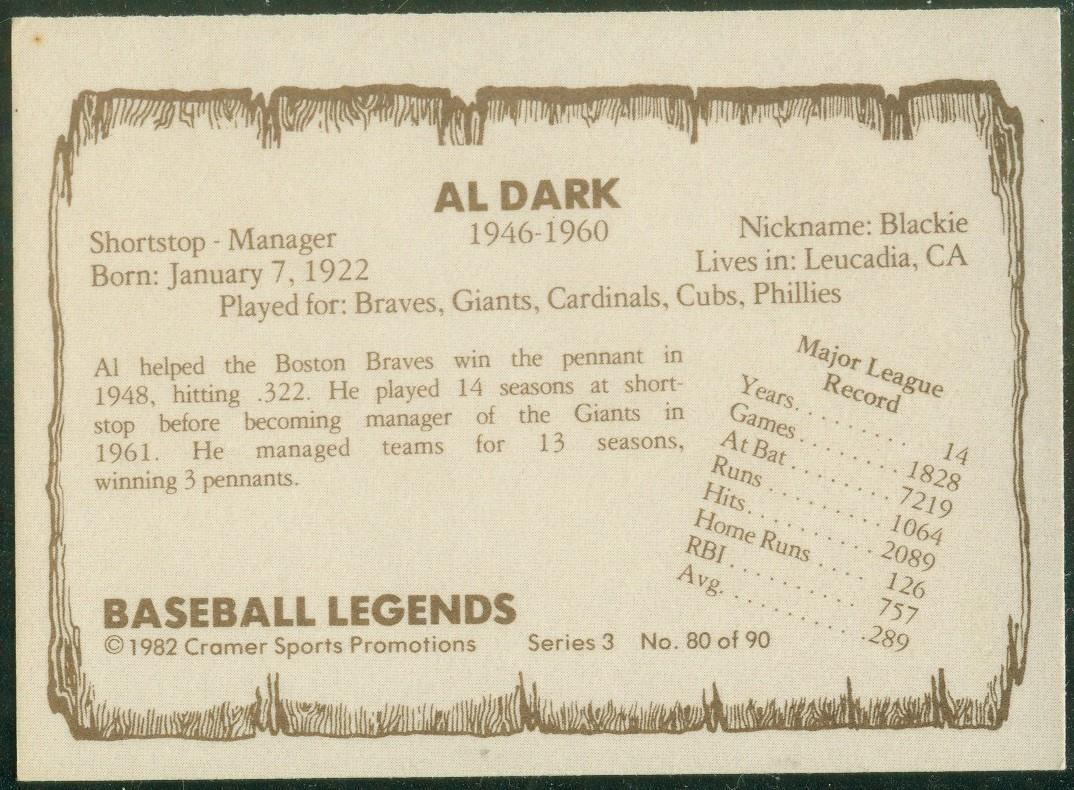 AL DARK
1946-1960
Shortstop - Manager
Nickname: Blackie
Born: January 7, 1922
Lives in: Leucadia, CA
Played for: Braves, Giants, Cardinals, Cubs, Phillies
Al helped the Boston Braves win the pennant in
1948, hitting .322. He played 14 seasons at short-
stop before becoming manager of the Giants in
1961. He managed teams for 13 seasons,
winning 3 pennants.
Major League
Record
Years. . . . . . . . . . 14
Games. . . . . . . . 1828
At Bat . . . . . . . . 7219
Runs . . . . . . . . . 1064
Hits. . . . . . . . . . 2089
Home Runs . . . . 126
RBI . . . . . . . . . . . 757
Avg. . . . . . . . . . .289
BASEBALL LEGENDS
© 1982 Cramer Sports Promotions Series 3 No. 80 of 90